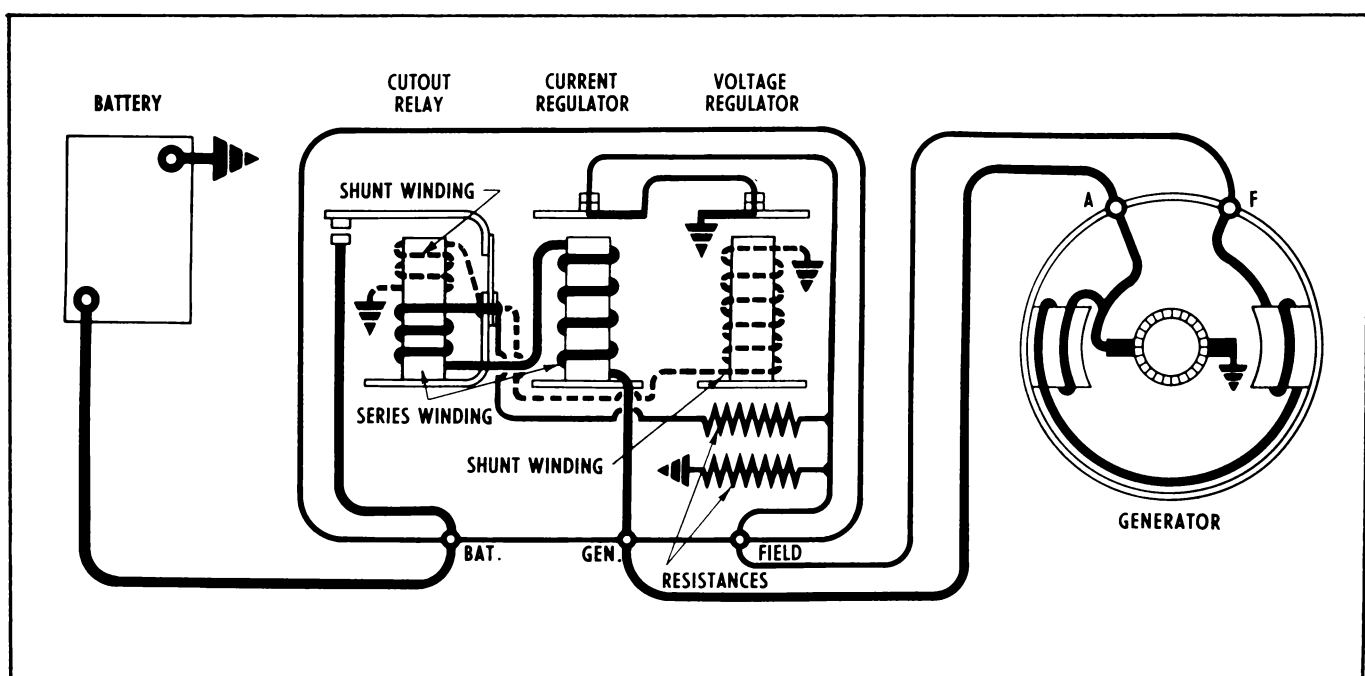 BATTERY
CUTOUT
RELAY
CURRENT
REGULATOR
VOLTAGE
REGULATOR
SHUNT WINDING
A
F
SERIES WINDING
SHUNT WINDING
GENERATOR
BAT.
GEN.
FIELD
RESISTANCES